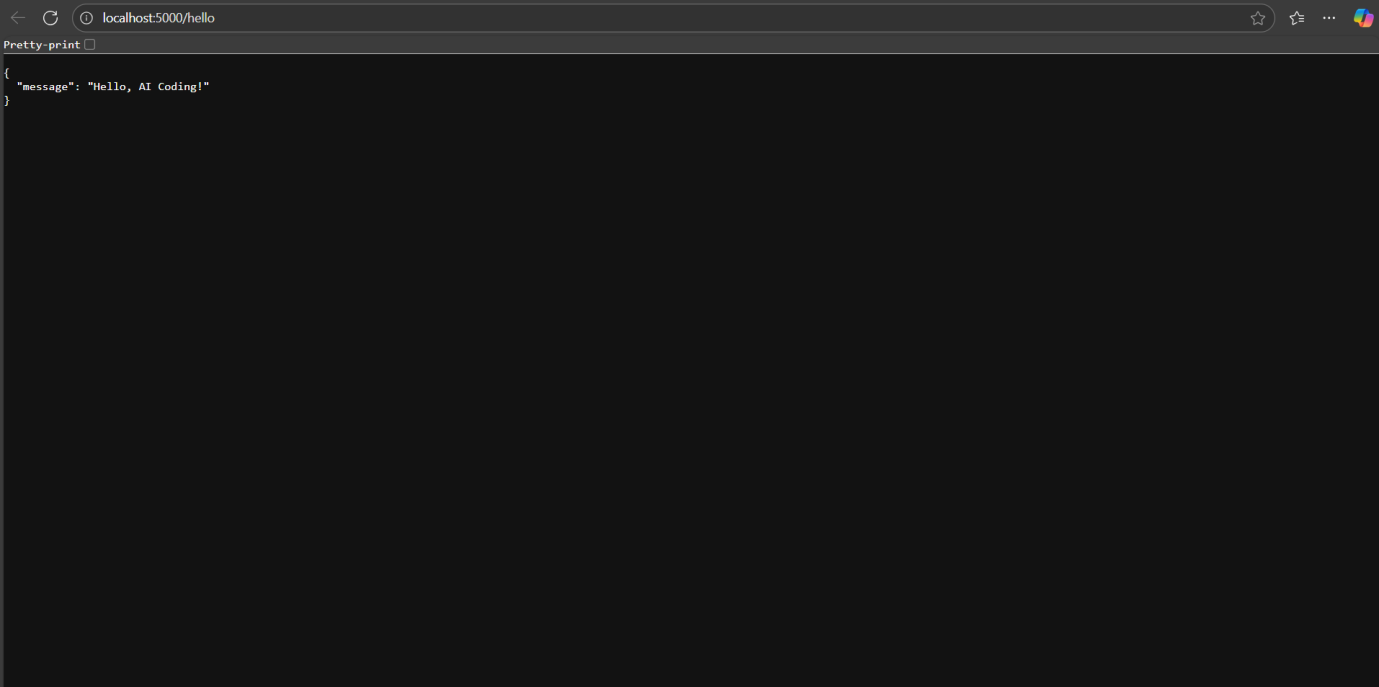 localhost:5000/hello
Pretty-print
{
  "message": "Hello, AI Coding!"
}